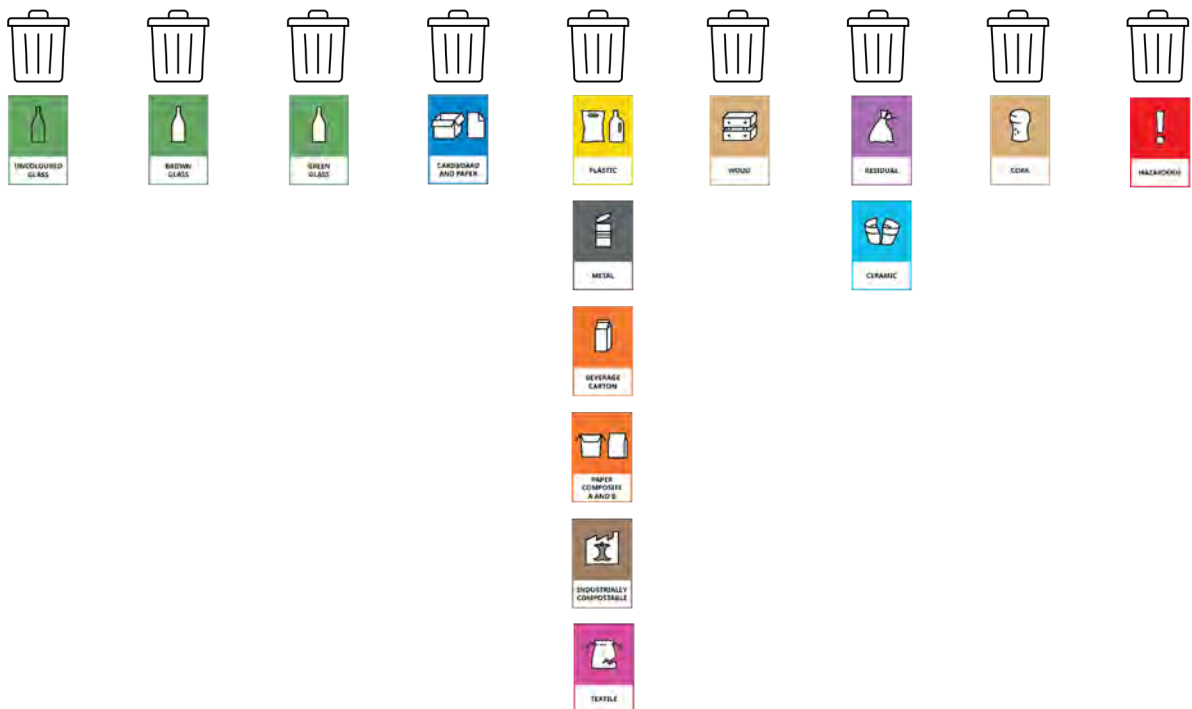 UNCOLOURED
GLASS
BROWN
GLASS
GREEN
GLASS
CARDBOARD
AND PAPER
PLASTIC
WOOD
RESIDUAL
CORK
HAZARDOUS
METAL
CERAMIC
BEVERAGE
CARTON
PAPER
COMPOSITE
A AND B
INDUSTRIALLY
COMPOSTABLE
TEXTILE